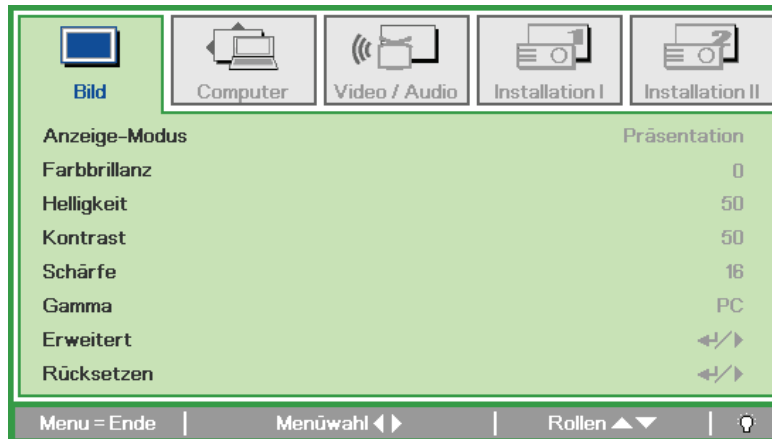 Bild
Computer
Video / Audio
Installation I
Installation II
Anzeige-Modus Präsentation
Farbbrillanz 0
Helligkeit 50
Kontrast 50
Schärfe 16
Gamma PC
Erweitert
Rücksetzen
Menu = Ende Menüwahl Rollen